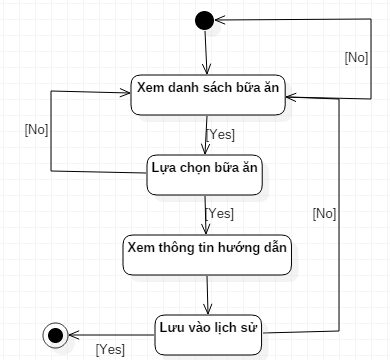 [No]
Xem danh sách bữa ăn
[No]
[Yes]
Lựa chọn bữa ăn
[Yes]
[No]
Xem thông tin hướng dẫn
Lưu vào lịch sử
[Yes]